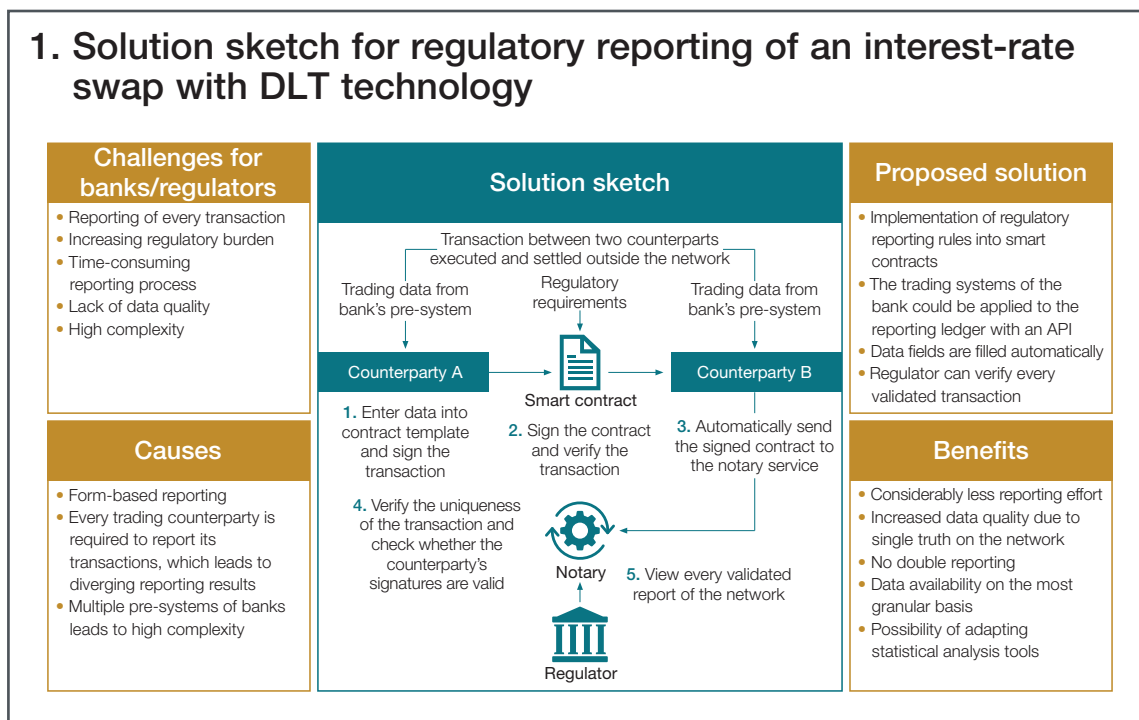 1. Solution sketch for regulatory reporting of an interest-rate
swap with DLT technology
Challenges for
banks/regulators
• Reporting of every transaction
• Increasing regulatory burden
• Time-consuming
reporting process
• Lack of data quality
• High complexity
Causes
• Form-based reporting
• Every trading counterparty is
required to report its
transactions, which leads to
diverging reporting results
• Multiple pre-systems of banks
leads to high complexity
Solution sketch
Transaction between two counterparts
executed and settled outside the network
Trading data from
bank's pre-system
Regulatory
requirements
Trading data from
bank's pre-system
Counterparty A
Smart contract
Counterparty B
1. Enter data into
contract template
and sign the
transaction
2. Sign the contract
and verify the
transaction
3. Automatically send
the signed contract to
the notary service
4. Verify the uniqueness
of the transaction and
check whether the
counterparty's
signatures are valid
Notary
5. View every validated
report of the network
Regulator
Proposed solution
• Implementation of regulatory
reporting rules into smart
contracts
• The trading systems of the
bank could be applied to the
reporting ledger with an API
• Data fields are filled automatically
• Regulator can verify every
validated transaction
Benefits
• Considerably less reporting effort
• Increased data quality due to
single truth on the network
• No double reporting
• Data availability on the most
granular basis
• Possibility of adapting
statistical analysis tools